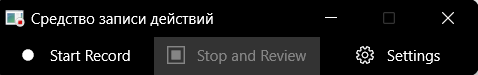 Средство записи действий
Start Record Stop and Review Settings